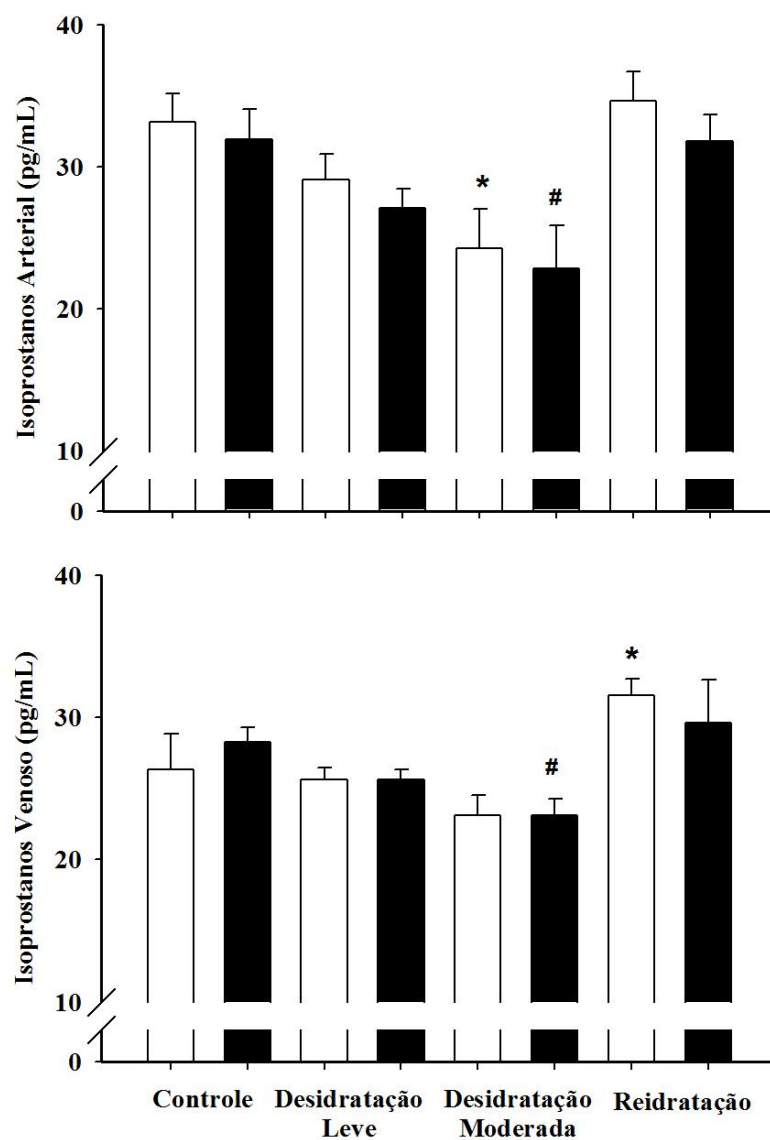 Isoprostanos Arterial (pg/mL)
40
30
20
10
0
*
#
Isoprostanos Venoso (pg/mL)
40
30
20
10
0
#
*
Controle
Desidratação
Leve
Desidratação
Moderada
Reidratação